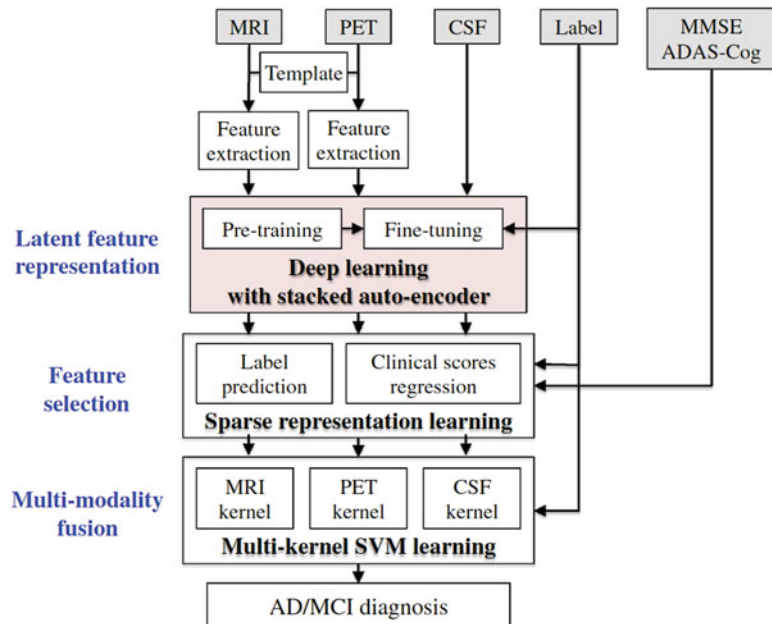 MRI
PET
CSF
Label
MMSE
ADAS-Cog
Template
Feature
extraction
Feature
extraction
Latent feature
representation
Pre-training
Fine-tuning
Deep learning
with stacked auto-encoder
Feature
selection
Label
prediction
Clinical scores
regression
Sparse representation learning
Multi-modality
fusion
MRI
kernel
PET
kernel
CSF
kernel
Multi-kernel SVM learning
AD/MCI diagnosis